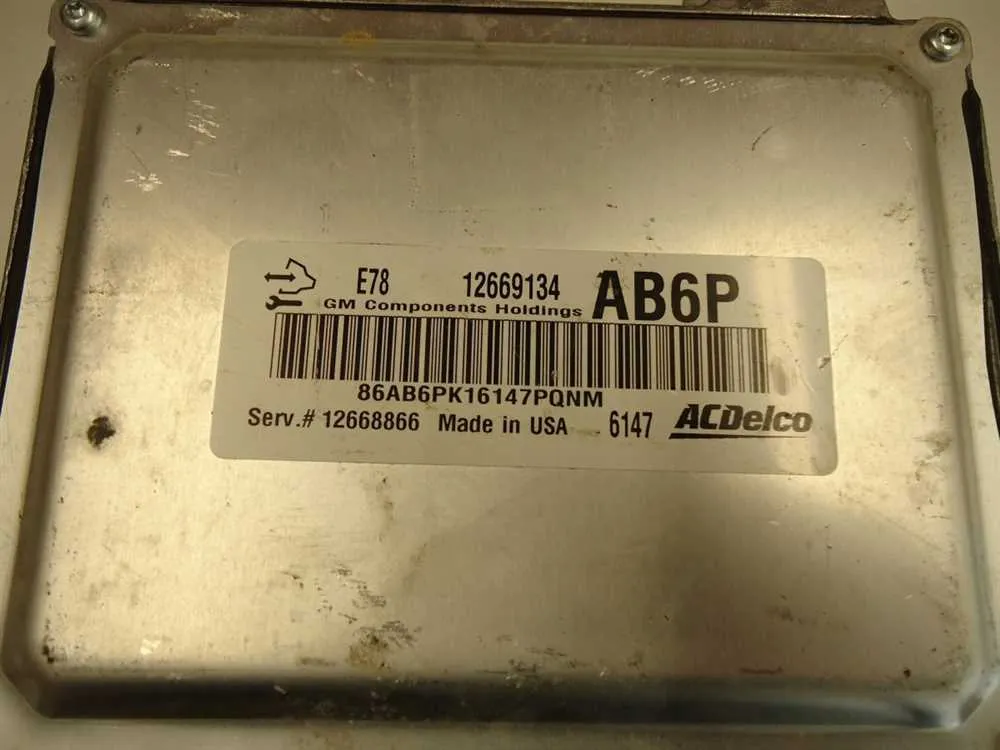 E78 12669134 AB6P
GM Components Holdings
86AB6PK16147PQNM
Serv.# 12668866 Made in USA 6147 ACDelco